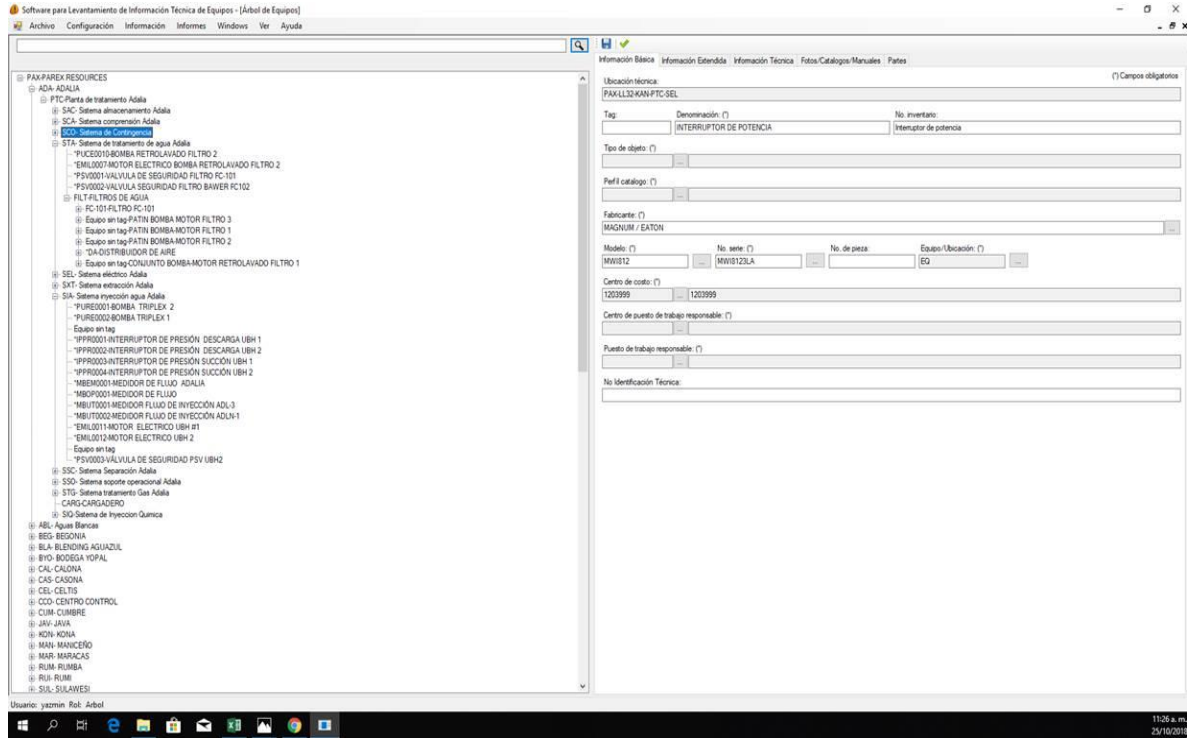 Software para Levantamiento de Información Técnica de Equipos - [Árbol de Equipos]
Archivo Configuración Información Informes Windows Ver Ayuda
PAX-PAREX RESOURCES
ADA- ADALIA
PTC-Planta de tratamiento Adalia
SAC- Sistema almacenamiento Adalia
SCA- Sistema comprensión Adalia
SCO- Sistema de Contingencia
STA- Sistema de tratamiento de agua Adalia
*PUCE0010-BOMBA RETROLAVADO FILTRO 2
*EMIL0007-MOTOR ELECTRICO BOMBA RETROLAVADO FILTRO 2
*PSV0001-VALVULA DE SEGURIDAD FILTRO FC-101
*PSV0002-VALVULA SEGURIDAD FILTRO BAWER FC102
FILT-FILTROS DE AGUA
FC-101-FILTRO FC-101
Equipo sin tag-PATIN BOMBA MOTOR FILTRO 3
Equipo sin tag-PATIN BOMBA-MOTOR FILTRO 1
Equipo sin tag-PATIN BOMBA-MOTOR FILTRO 2
*DA-DISTRIBUIDOR DE AIRE
Equipo sin tag-CONJUNTO BOMBA-MOTOR RETROLAVADO FILTRO 1
SEL- Sistema eléctrico Adalia
SXT- Sistema extracción Adalia
SIA- Sistema inyección agua Adalia
*PURE0001-BOMBA TRIPLEX 2
*PURE0002-BOMBA TRIPLEX 1
Equipo sin tag
*IPPR0001-INTERRUPTOR DE PRESIÓN DESCARGA UBH 1
*IPPR0002-INTERRUPTOR DE PRESIÓN DESCARGA UBH 2
*IPPR0003-INTERRUPTOR DE PRESIÓN SUCCIÓN UBH 1
*IPPR0004-INTERRUPTOR DE PRESIÓN SUCCIÓN UBH 2
*MBEM0001-MEDIDOR DE FLUJO ADALIA
*MBOP0001-MEDIDOR DE FLUJO
*MBUT0001-MEDIDOR FLUJO DE INYECCIÓN ADL-3
*MBUT0002-MEDIDOR FLUJO DE INYECCIÓN ADLN-1
*EMIL0011-MOTOR ELECTRICO UBH #1
*EMIL0012-MOTOR ELECTRICO UBH 2
Equipo sin tag
*PSV0003-VÁLVULA DE SEGURIDAD PSV UBH2
SSC- Sistema Separación Adalia
SSO- Sistema soporte operacional Adalia
STG- Sistema tratamiento Gas Adalia
CARG-CARGADERO
SIQ-Sistema de Inyeccion Quimica
ABL- Aguas Blancas
BEG- BEGONIA
BLA- BLENDING AGUAZUL
BYO- BODEGA YOPAL
CAL- CALONA
CAS- CASONA
CEL- CELTIS
CCO- CENTRO CONTROL
CUM- CUMBRE
JAV- JAVA
KON- KONA
MAN- MANICEÑO
MAR- MARACAS
RUM- RUMBA
RUI- RUMI
SUL- SULAWESI
Información Básica Información Extendida Información Técnica Fotos/Catalogos/Manuales Partes
Ubicación técnica: (*) Campos obligatorios
PAX-LL32-KAN-PTC-SEL
Tag: Denominación: (*) No. inventario:
INTERRUPTOR DE POTENCIA Interruptor de potencia
Tipo de objeto: (*)
...
Perfil catalogo: (*)
...
Fabricante: (*)
MAGNUM / EATON ...
Modelo: (*) No. serie: (*) No. de pieza: Equipo/Ubicación: (*)
MWI812 ... MWI8123LA ... EQ ...
Centro de costo: (*)
1203999 ... 1203999
Centro de puesto de trabajo responsable: (*)
...
Puesto de trabajo responsable: (*)
...
No Identificación Técnica:
Usuario: yazmin Rol: Arbol
11:26 a. m.
25/10/2018